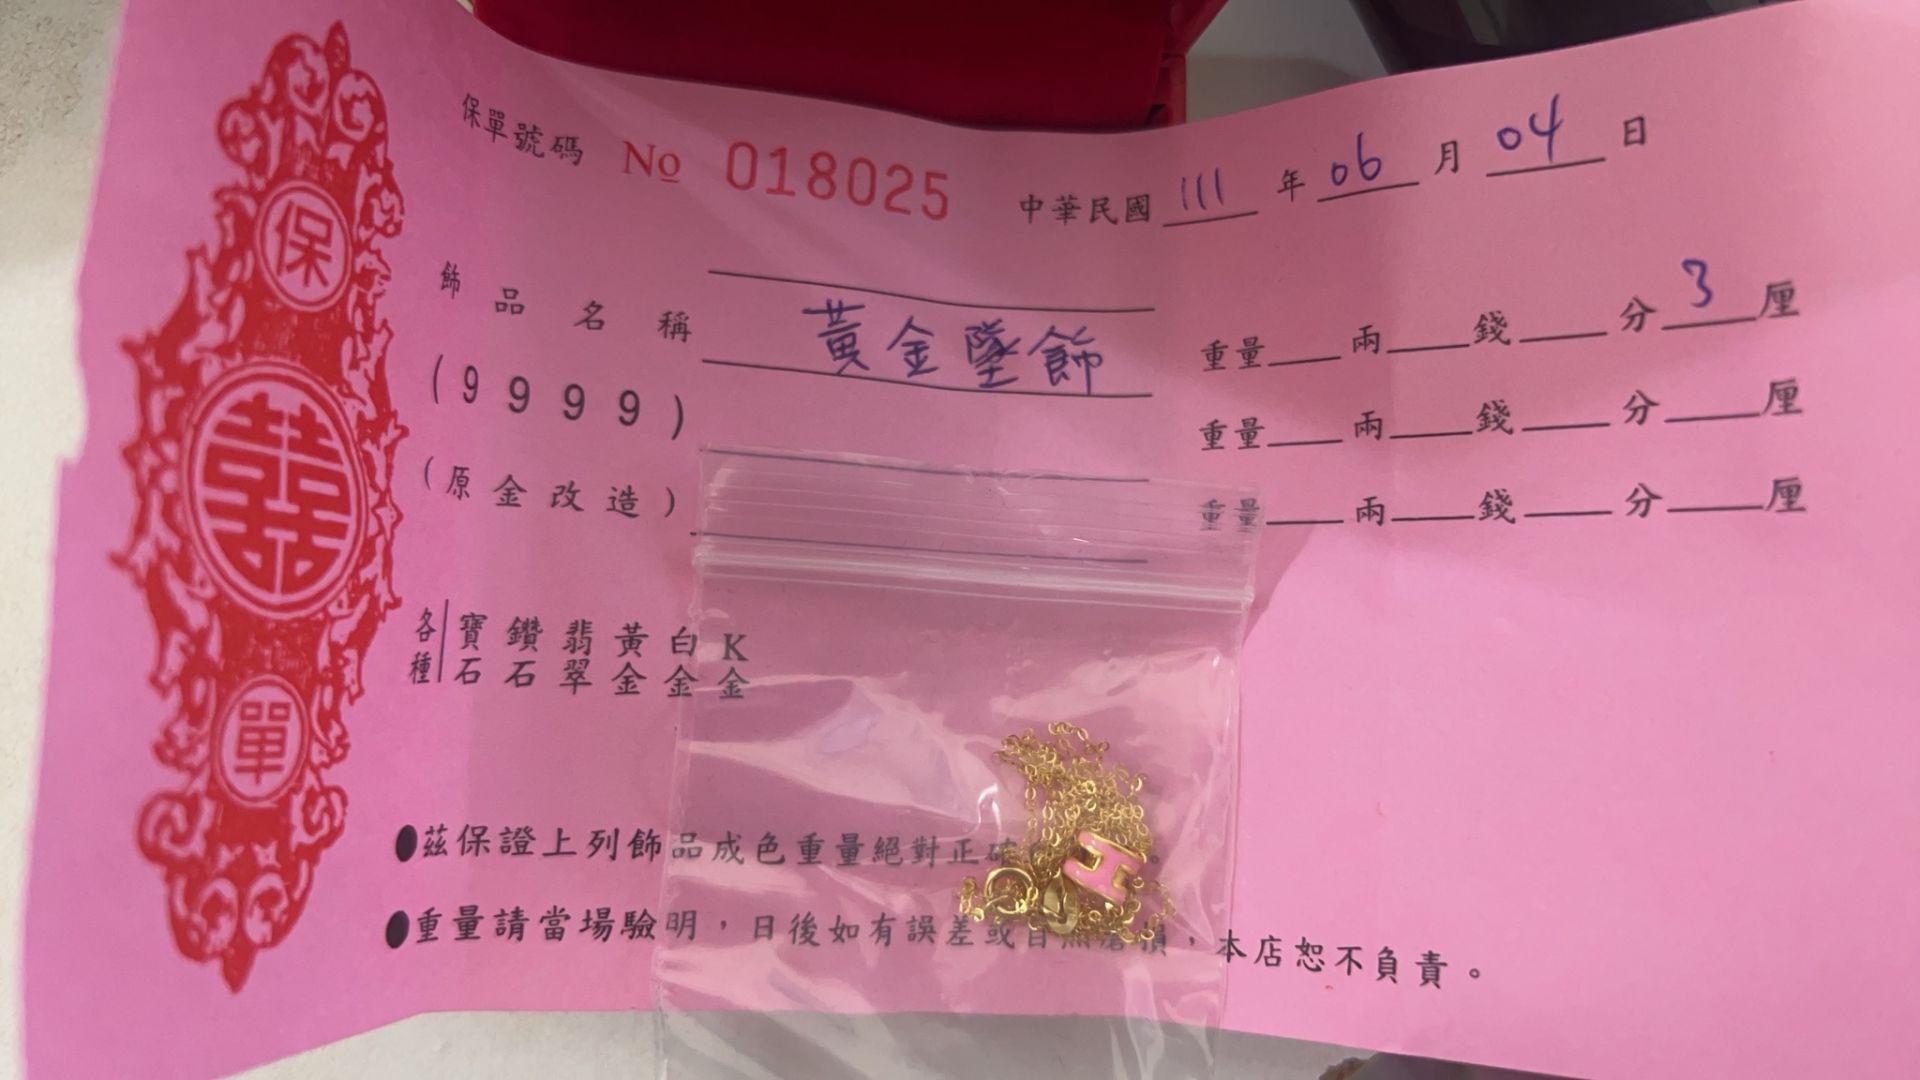 保單號碼 No 018025 中華民國 111 年 06 月 04 日
飾品名稱 黃金墜飾 重量 兩 錢 分 3 厘
(9999) 重量 兩 錢 分 厘
(原金改造) 重量 兩 錢 分 厘
保
囍
單
各種 寶石 鑽石 翡翠 黃金 白金 K金
●茲保證上列飾品成色重量絕對正確 。
●重量請當場驗明，日後如有誤差或自然磨損，本店恕不負責。